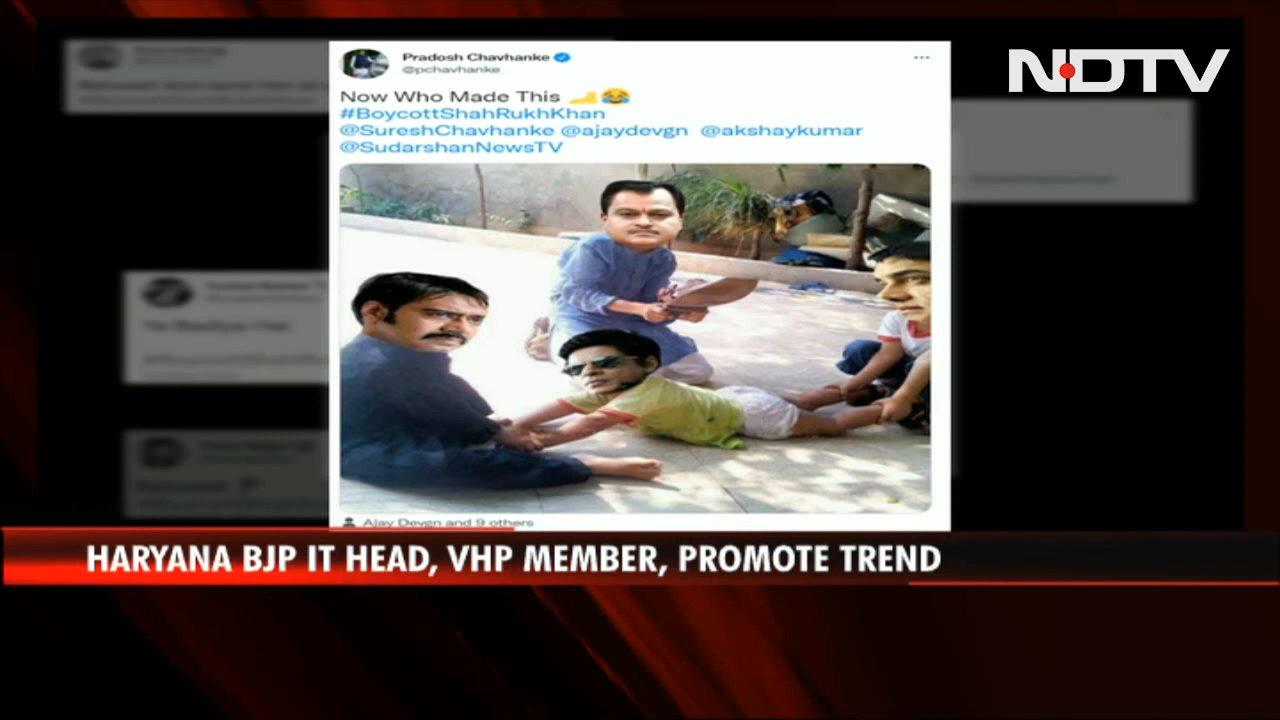 NDTV
Pradosh Chavhanke
@pchavhanke
Now Who Made This 🫸😂
#BoycottShahRukhKhan
@SureshChavhanke @ajaydevgn @akshaykumar
@SudarshanNewsTV
Ajay Devgn and 9 others
HARYANA BJP IT HEAD, VHP MEMBER, PROMOTE TREND